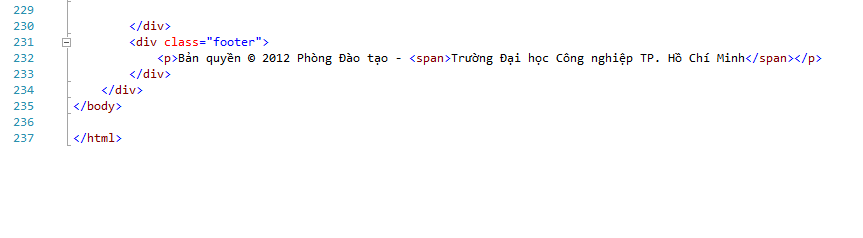 229
230 </div>
231 <div class="footer">
232 <p>Bản quyền © 2012 Phòng Đào tạo - <span>Trường Đại học Công nghiệp TP. Hồ Chí Minh</span></p>
233 </div>
234 </div>
235 </body>
236
237 </html>